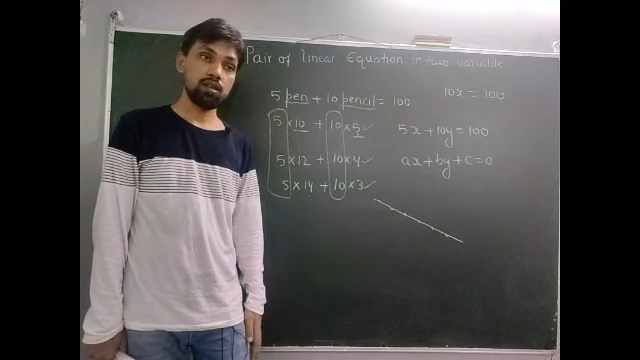 Pair of linear Equation in two variable
5 pen + 10 pencil = 100
5 × 10 + 10 × 5 ✓
5 × 12 + 10 × 4 ✓
5 × 14 + 10 × 3 ✓
10x = 100
5x + 10y = 100
ax + by + c = 0